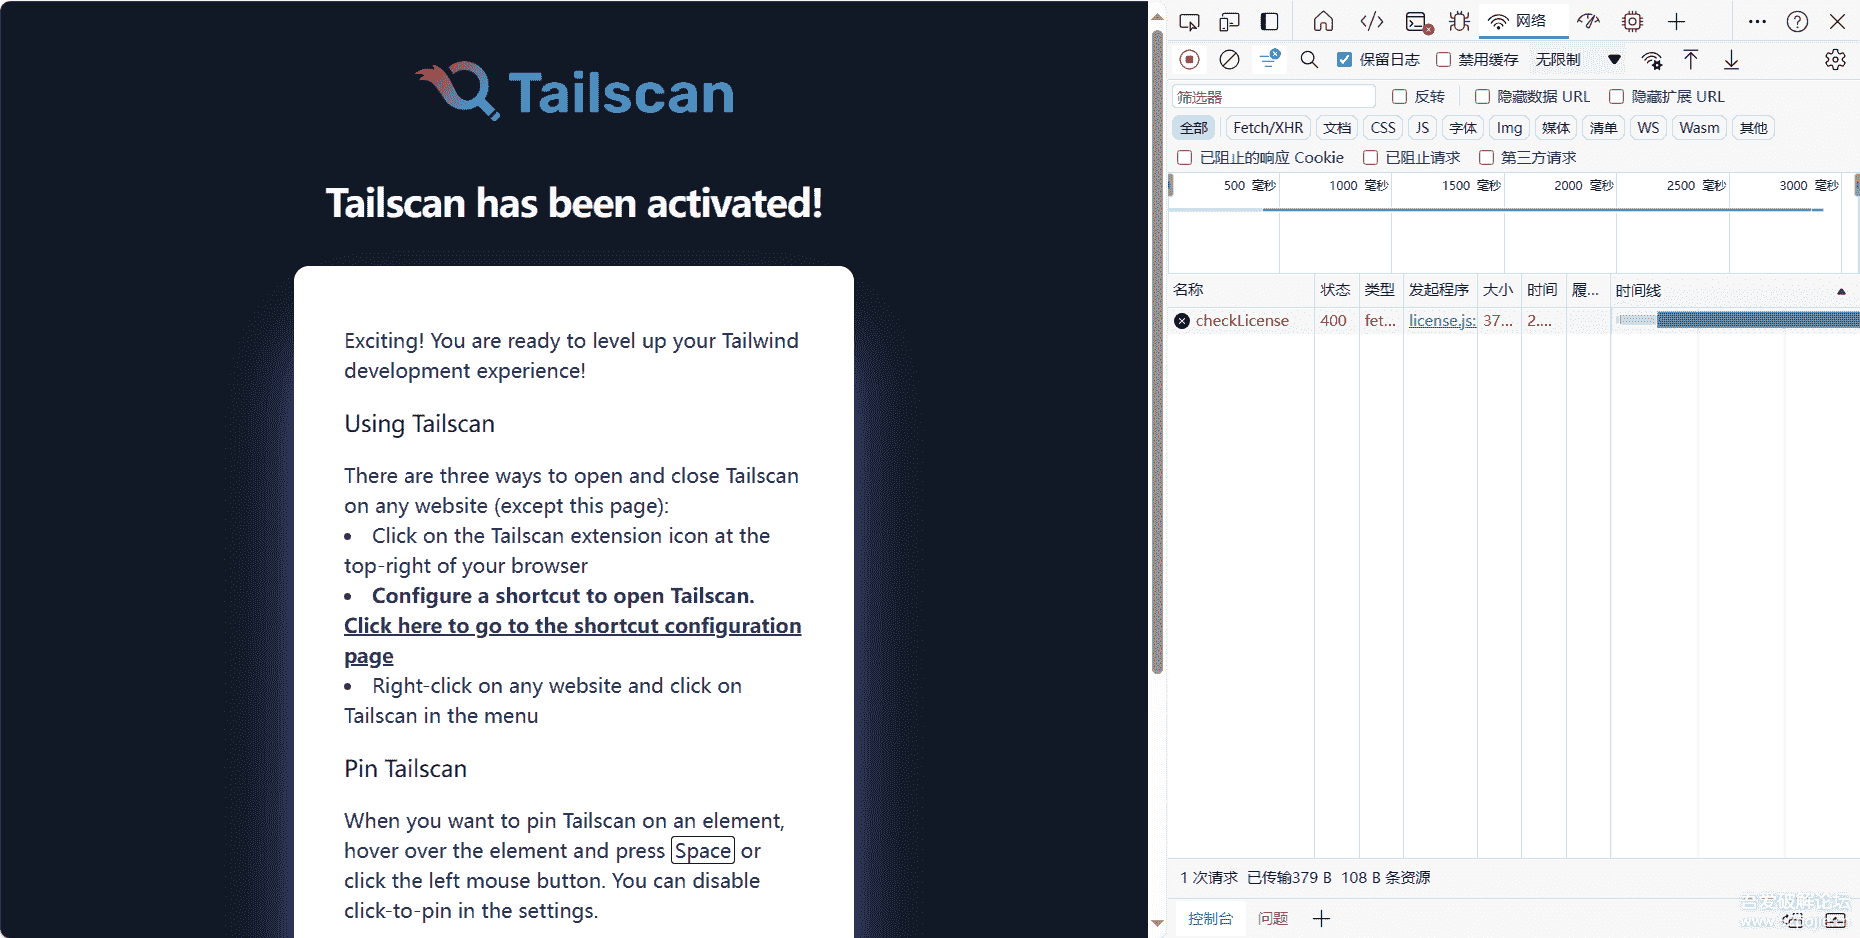 Tailscan
Tailscan has been activated!
Exciting! You are ready to level up your Tailwind
development experience!
Using Tailscan
There are three ways to open and close Tailscan
on any website (except this page):
• Click on the Tailscan extension icon at the
top-right of your browser
• Configure a shortcut to open Tailscan.
Click here to go to the shortcut configuration
page
• Right-click on any website and click on
Tailscan in the menu
Pin Tailscan
When you want to pin Tailscan on an element,
hover over the element and press Space or
click the left mouse button. You can disable
click-to-pin in the settings.
网络
保留日志 禁用缓存 无限制
筛选器 反转 隐藏数据 URL 隐藏扩展 URL
全部 Fetch/XHR 文档 CSS JS 字体 Img 媒体 清单 WS Wasm 其他
已阻止的响应 Cookie 已阻止请求 第三方请求
500 毫秒 1000 毫秒 1500 毫秒 2000 毫秒 2500 毫秒 3000 毫秒
名称 状态 类型 发起程序 大小 时间 履... 时间线
checkLicense 400 fet... license.js: 37... 2....
1 次请求 已传输379 B 108 B 条资源
控制台 问题
吾爱破解论坛